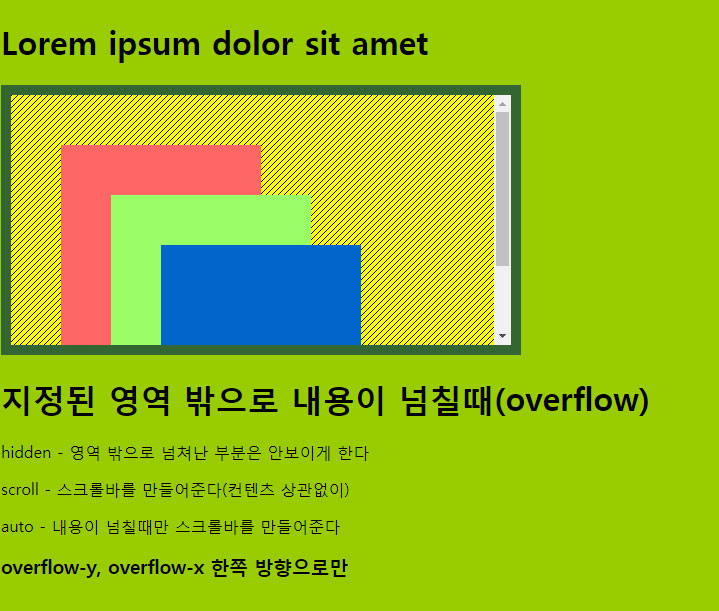 Lorem ipsum dolor sit amet
지정된 영역 밖으로 내용이 넘칠때(overflow)
hidden - 영역 밖으로 넘쳐난 부분은 안보이게 한다
scroll - 스크롤바를 만들어준다(컨텐츠 상관없이)
auto - 내용이 넘칠때만 스크롤바를 만들어준다
overflow-y, overflow-x 한쪽 방향으로만